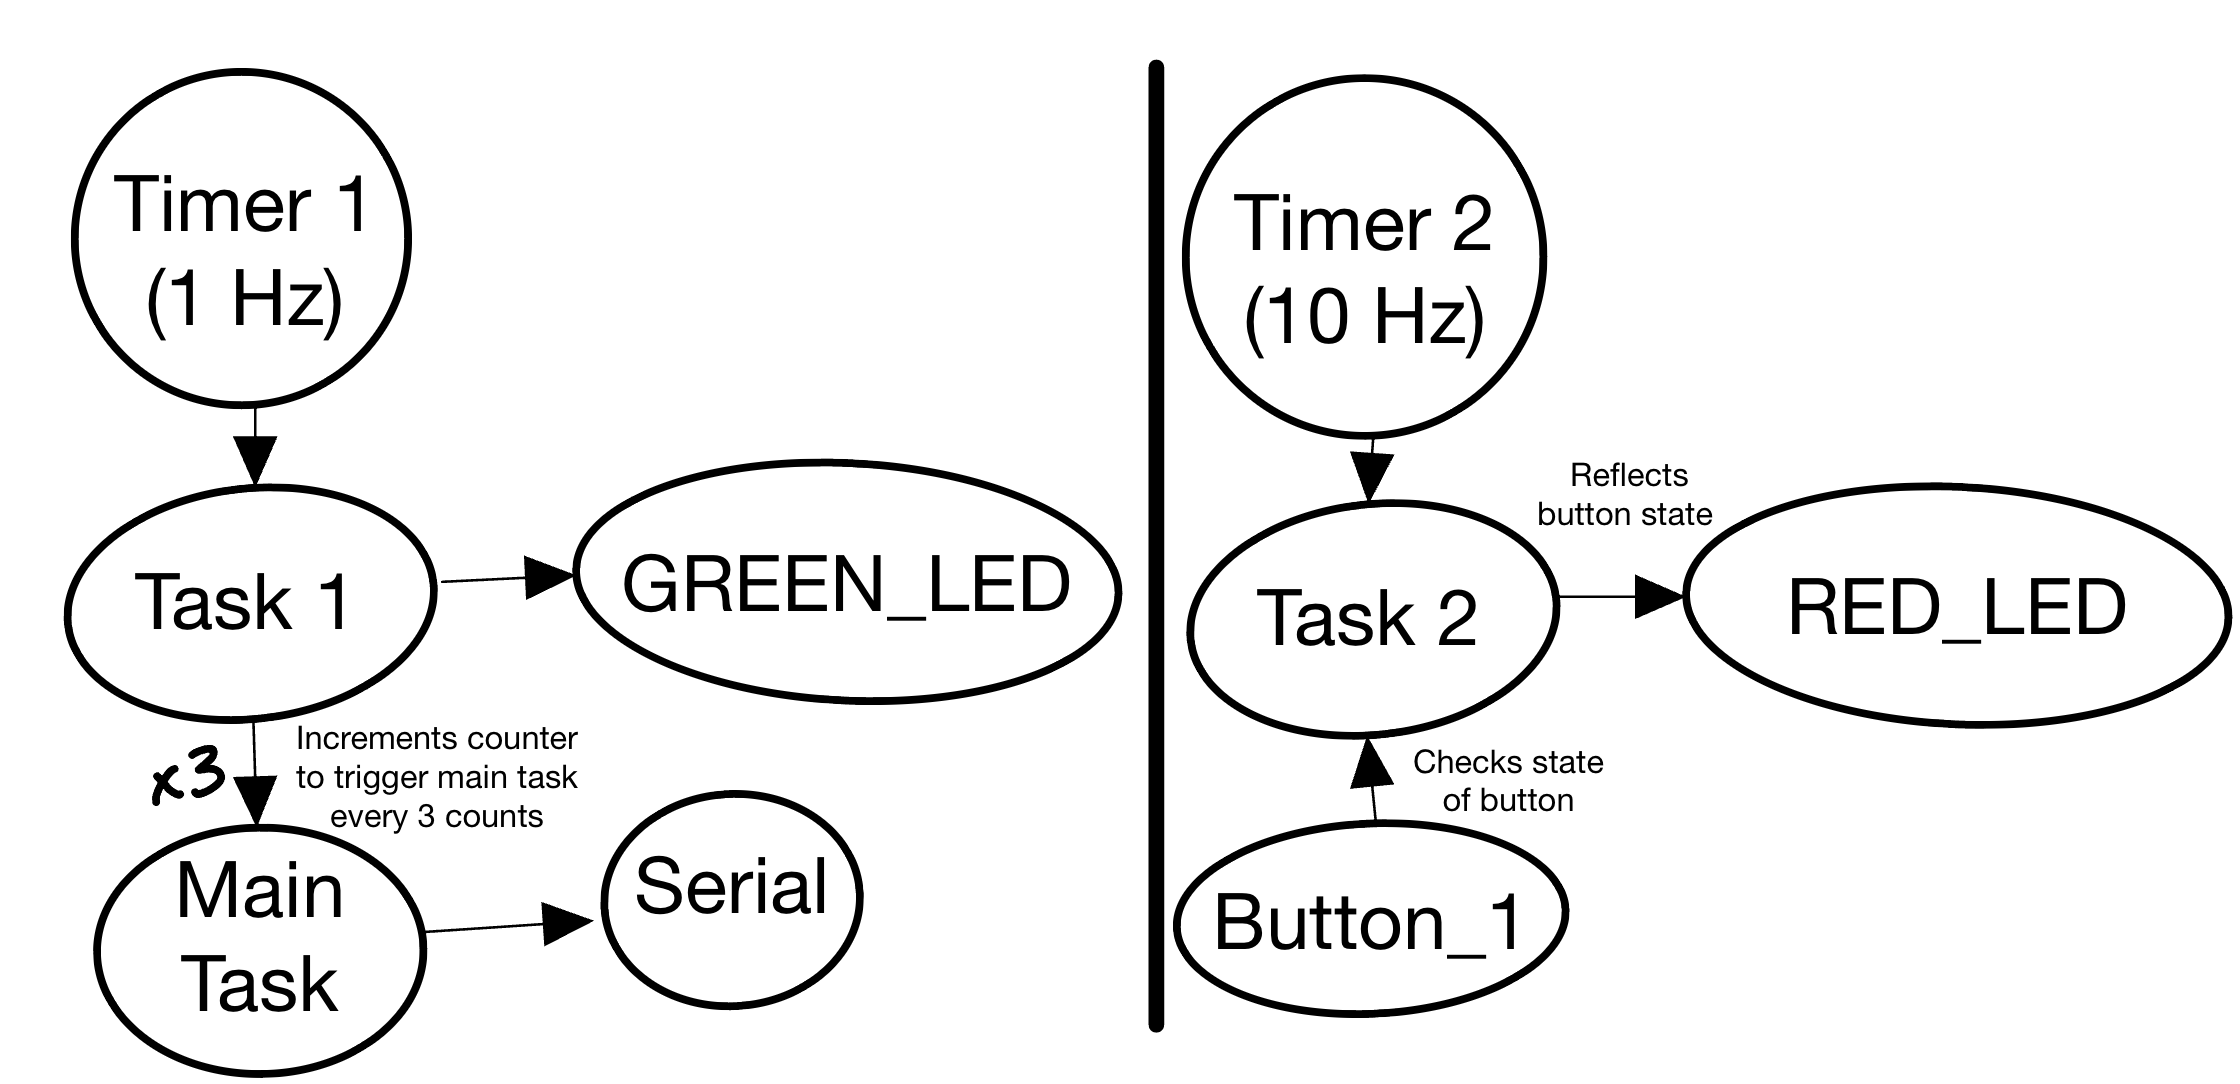 Timer 1
(1 Hz)
Task 1
GREEN_LED
x3
Increments counter
to trigger main task
every 3 counts
Main
Task
Serial
Timer 2
(10 Hz)
Task 2
Reflects
button state
RED_LED
Checks state
of button
Button_1